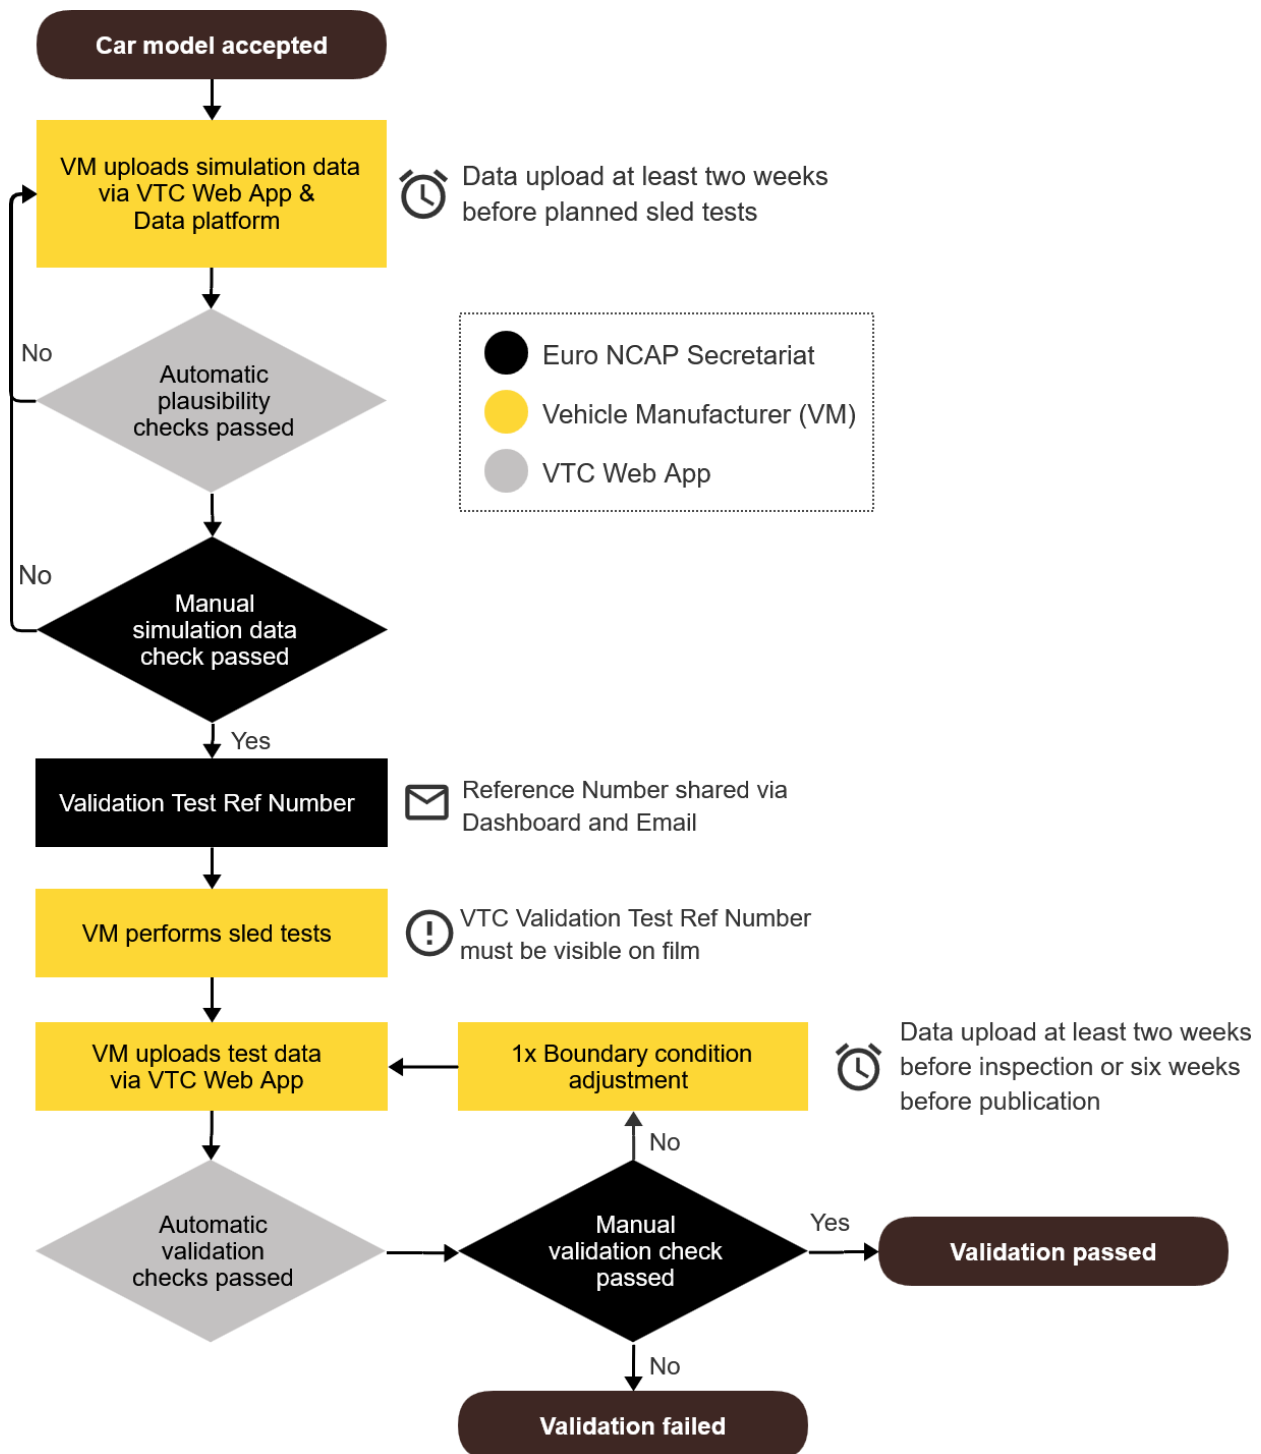 Car model accepted
VM uploads simulation data
via VTC Web App &
Data platform
Data upload at least two weeks
before planned sled tests
No
Automatic
plausibility
checks passed
Euro NCAP Secretariat
Vehicle Manufacturer (VM)
VTC Web App
No
Manual
simulation data
check passed
Yes
Validation Test Ref Number
Reference Number shared via
Dashboard and Email
VM performs sled tests
VTC Validation Test Ref Number
must be visible on film
VM uploads test data
via VTC Web App
1x Boundary condition
adjustment
Data upload at least two weeks
before inspection or six weeks
before publication
No
Automatic
validation
checks passed
Manual
validation check
passed
Yes
Validation passed
No
Validation failed